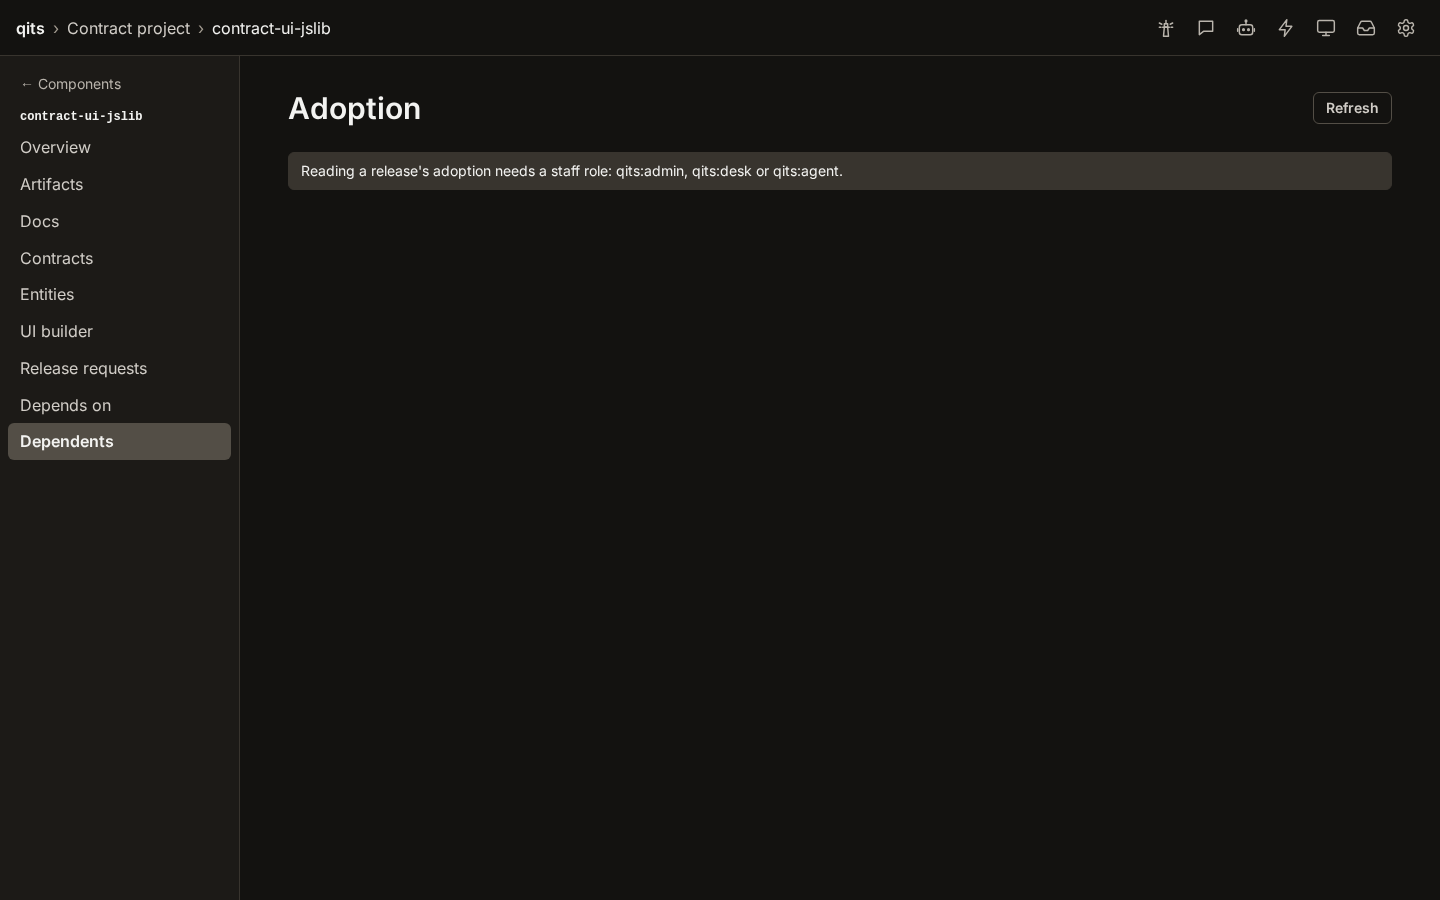 qits › Contract project › contract-ui-jslib
← Components
contract-ui-jslib
Overview
Artifacts
Docs
Contracts
Entities
UI builder
Release requests
Depends on
Dependents
Adoption
Refresh
Reading a release's adoption needs a staff role: qits:admin, qits:desk or qits:agent.